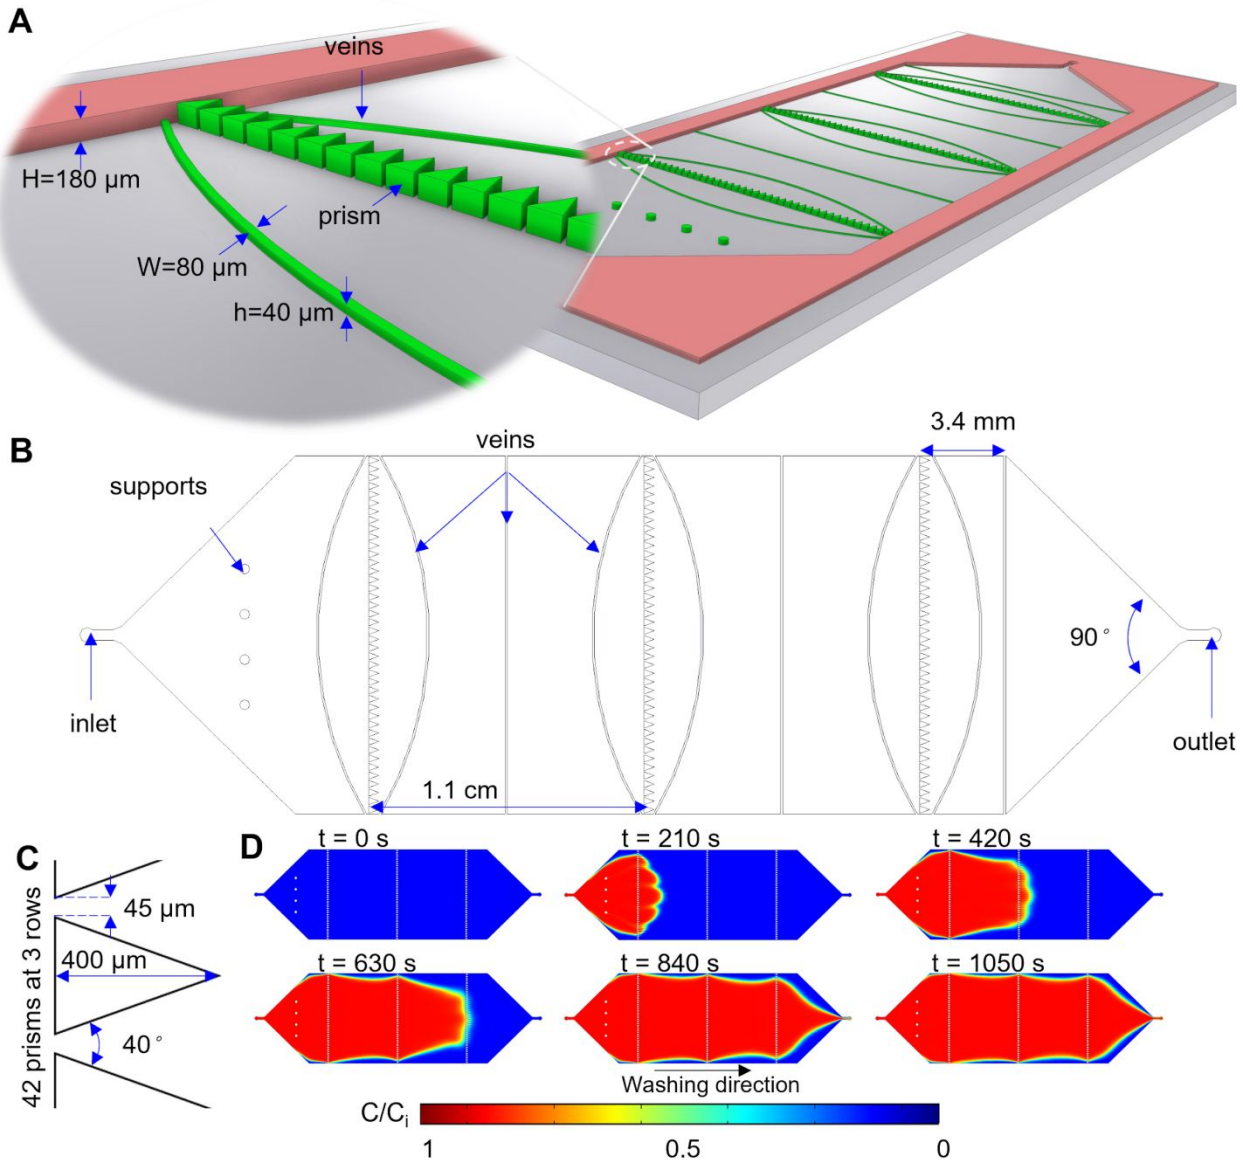 A
veins
H=180 µm
prism
W=80 µm
h=40 µm
B
veins
3.4 mm
supports
90°
inlet
outlet
1.1 cm
C
42 prisms at 3 rows
45 µm
400 µm
40°
D
t = 0 s
t = 210 s
t = 420 s
t = 630 s
t = 840 s
t = 1050 s
Washing direction
C/Ci
1
0.5
0